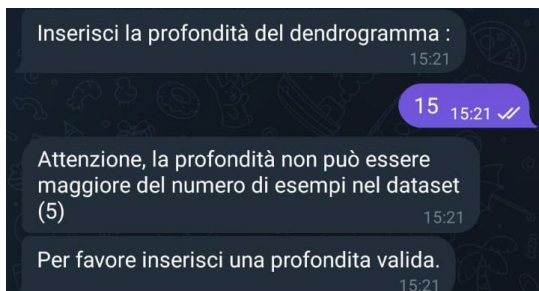 Inserisci la profondità del dendrogramma :
15:21
15 15:21
Attenzione, la profondità non può essere
maggiore del numero di esempi nel dataset
(5)
15:21
Per favore inserisci una profondita valida.
15:21